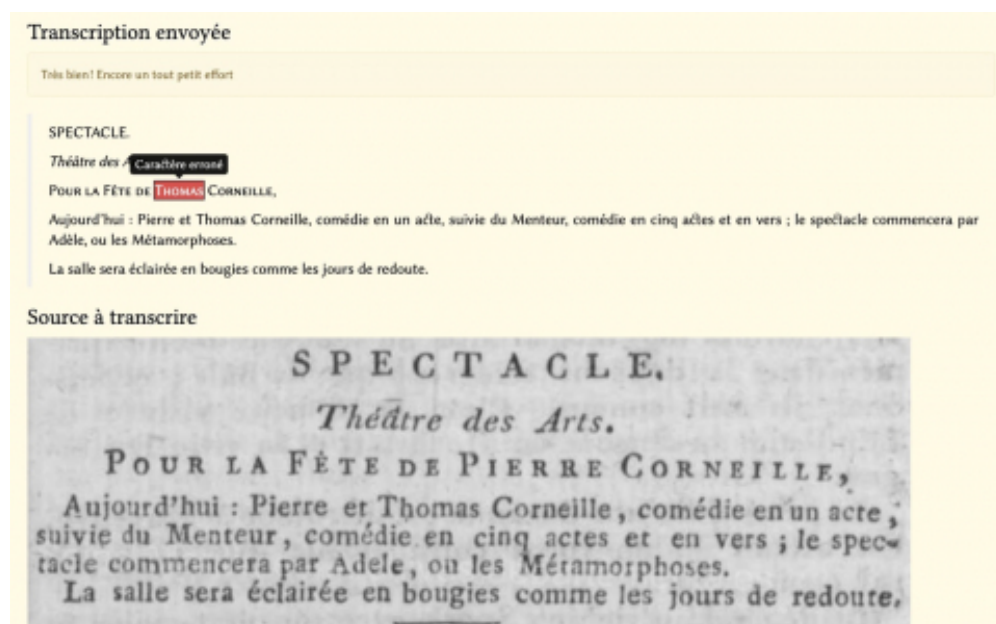 Transcription envoyée
Très bien! Encore un tout petit effort
SPECTACLE.
Théâtre des A
Caractère erroné
POUR LA FÊTE DE THOMAS CORNEILLE,
Aujourd'hui : Pierre et Thomas Corneille, comédie en un acte, suivie du Menteur, comédie en cinq actes et en vers ; le spectacle commencera par
Adèle, ou les Métamorphoses.
La salle sera éclairée en bougies comme les jours de redoute.
Source à transcrire
SPECTACLE.
Théâtre des Arts.
POUR LA FÊTE DE PIERRE CORNEILLE,
Aujourd'hui : Pierre et Thomas Corneille, comédie en un acte,
suivie du Menteur, comédie en cinq actes et en vers ; le spec-
tacle commencera par Adele, ou les Métamorphoses.
La salle sera éclairée en bougies comme les jours de redoute.